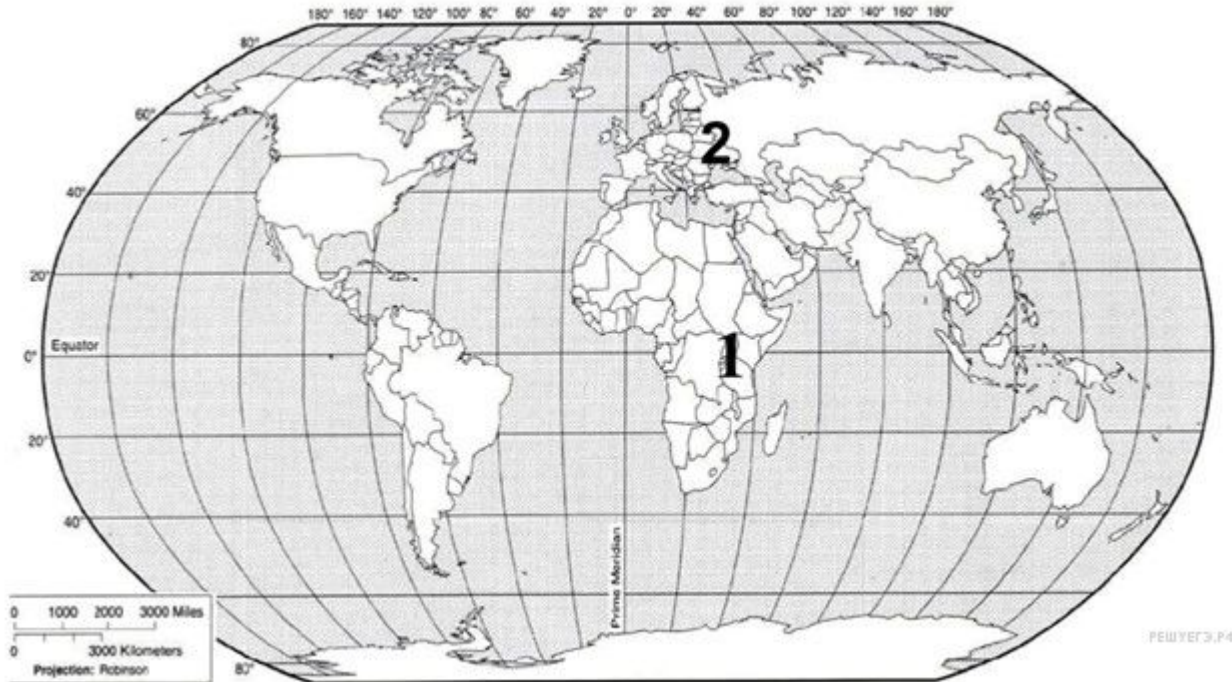 180° 160° 140° 120° 100° 80° 60° 40° 20° 0° 20° 40° 60° 80° 100° 120° 140° 160° 180°
80°
60°
2
40°
20°
Equator
0°
1
20°
40°
Prime Meridian
0 1000 2000 3000 Miles
0 3000 Kilometers
Projection: Robinson
80°
РЕШУЕГЭ.РФ